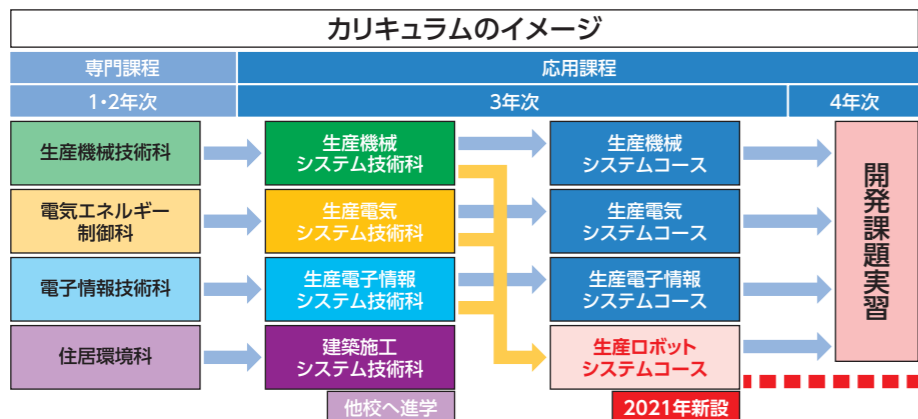 カリキュラムのイメージ
専門課程
応用課程
1・2年次
3年次
4年次
生産機械技術科
生産機械
システム技術科
生産機械
システムコース
電気エネルギー
制御科
生産電気
システム技術科
生産電気
システムコース
電子情報技術科
生産電子情報
システム技術科
生産電子情報
システムコース
住居環境科
建築施工
システム技術科
生産ロボット
システムコース
開発課題実習
他校へ進学
2021年新設